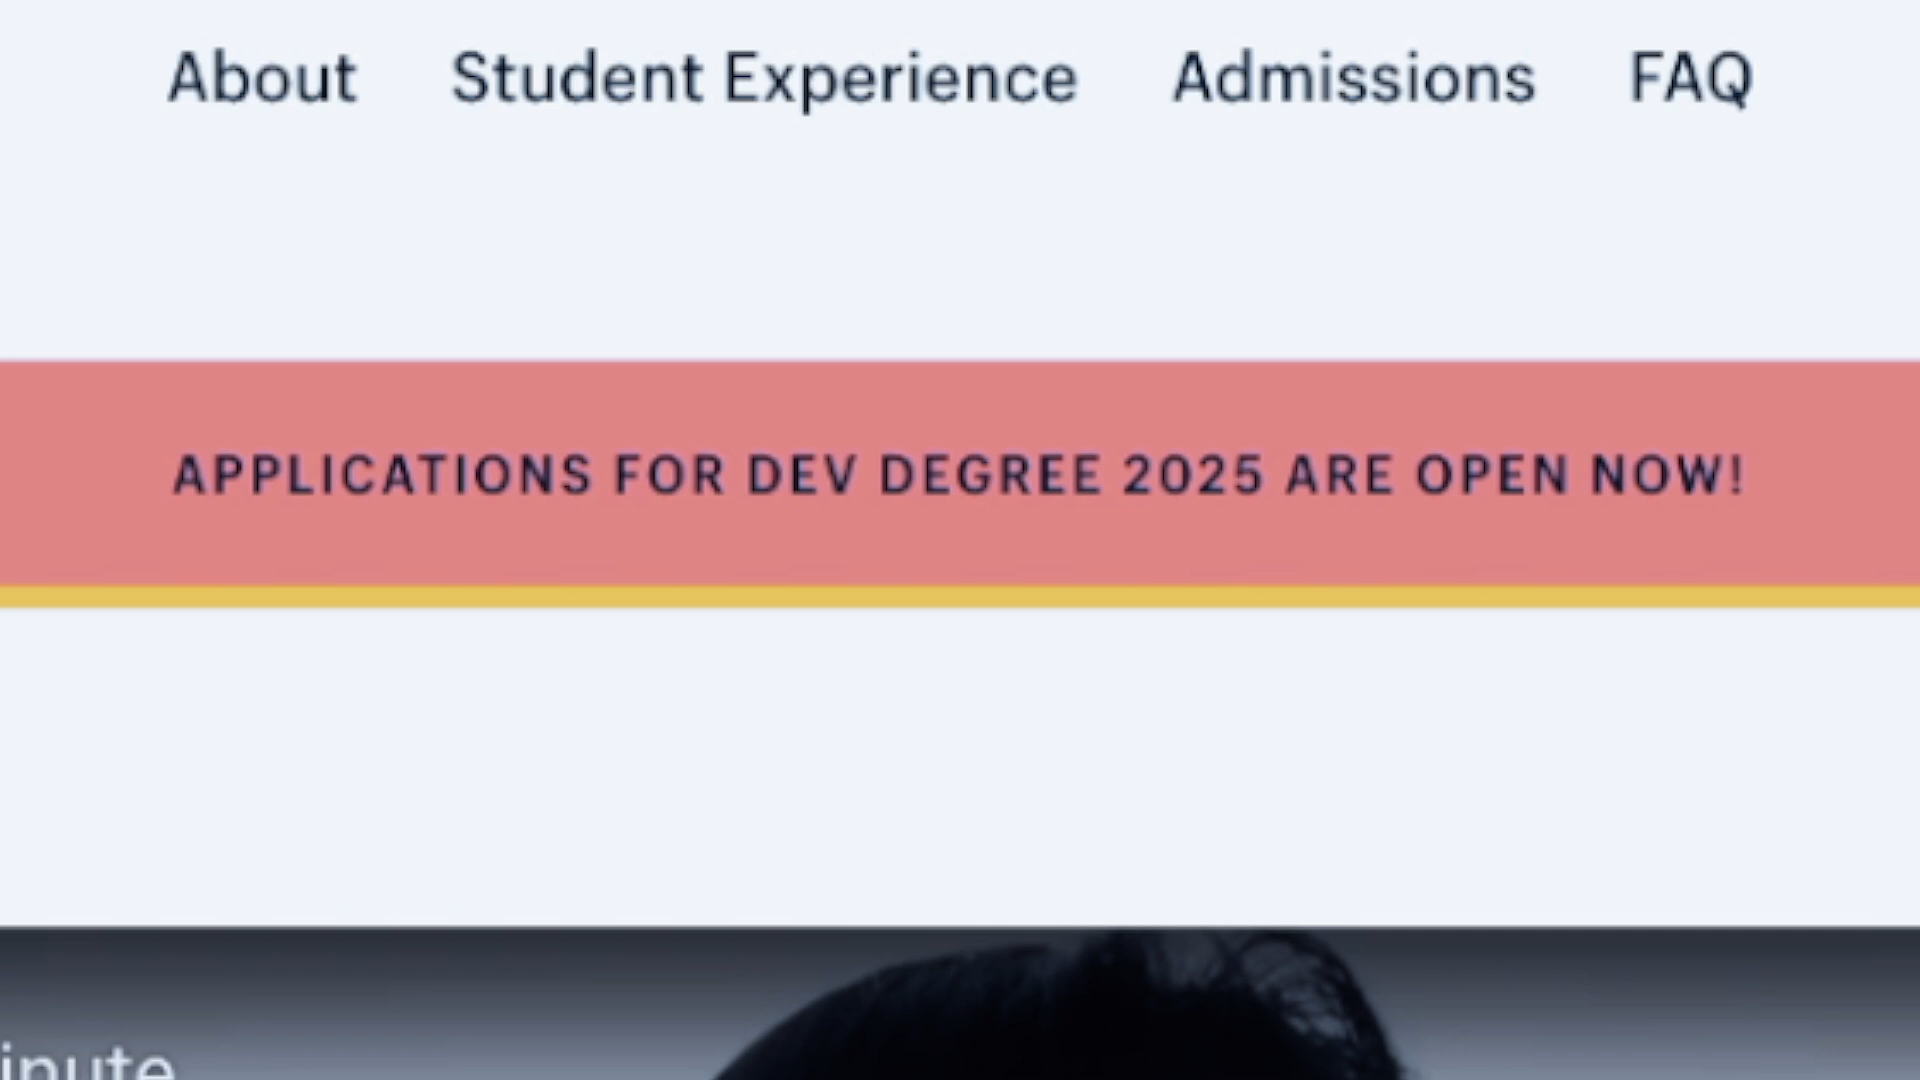 About Student Experience Admissions FAQ
APPLICATIONS FOR DEV DEGREE 2025 ARE OPEN NOW!